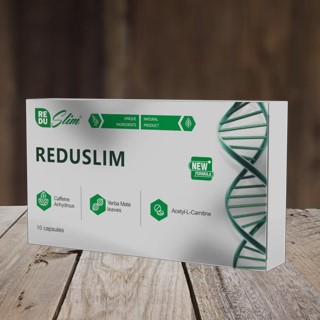 RE
DU
Slim
UNIQUE
INGREDIENTS
NATURAL
PRODUCT
REDUSLIM
NEW
FORMULA
Caffeine
Anhydrous
Yerba Mate
leaves
Acetyl-L-Carnitine
10 capsules